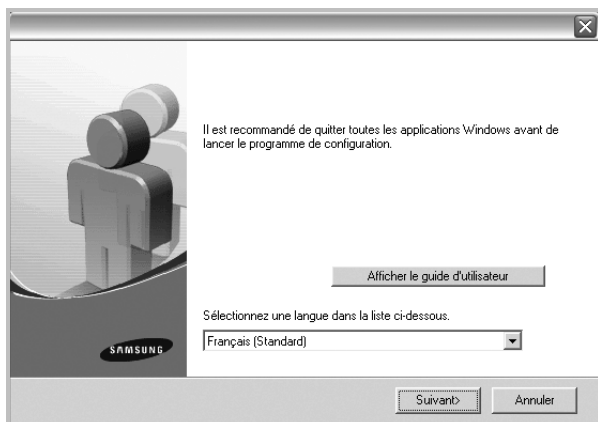 Il est recommandé de quitter toutes les applications Windows avant de
lancer le programme de configuration.
Afficher le guide d'utilisateur
Sélectionnez une langue dans la liste ci-dessous.
Français (Standard)
SAMSUNG
Suivant>
Annuler